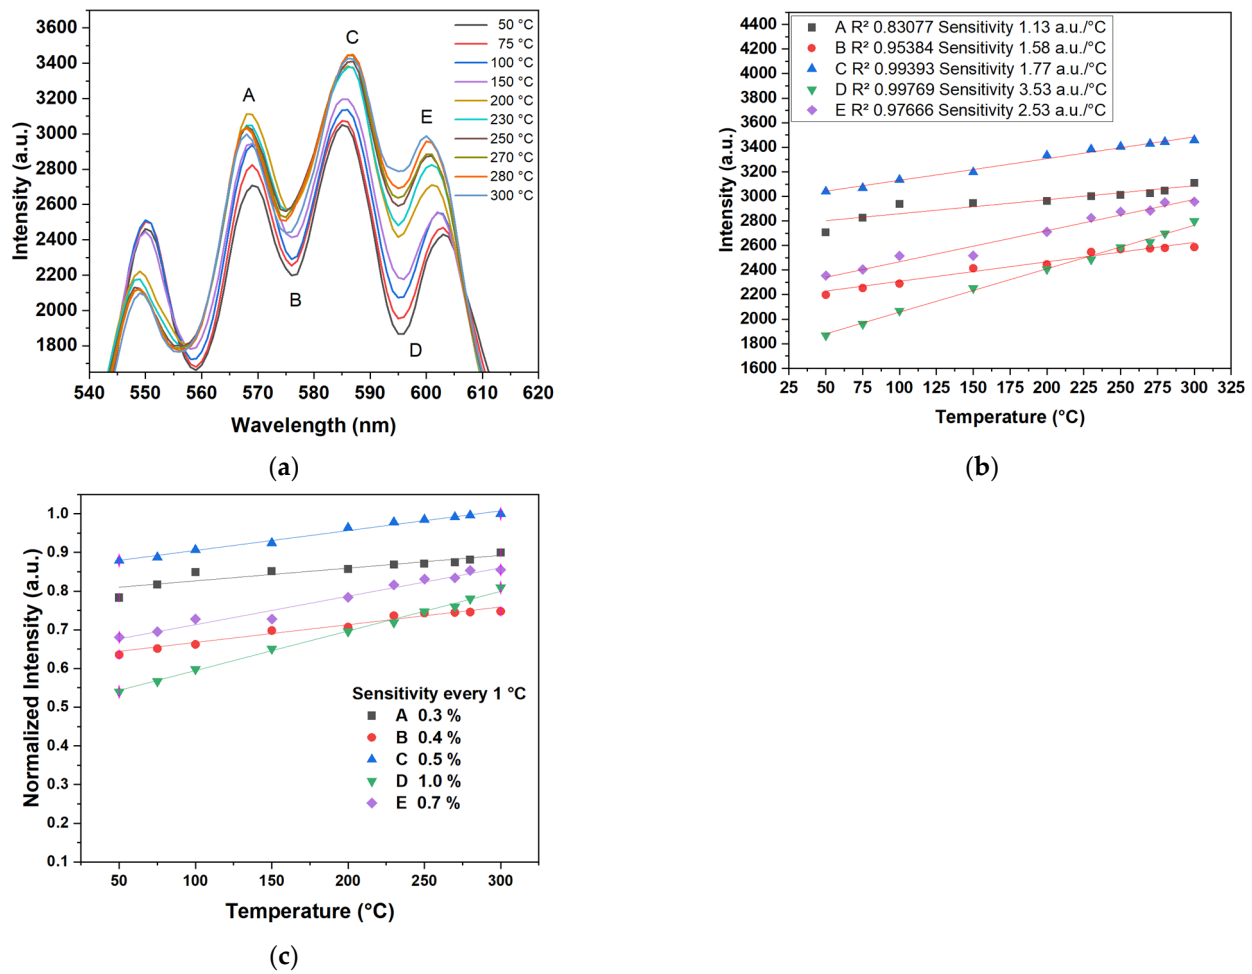 3600
3400
3200
3000
2800
2600
2400
2200
2000
1800
Intensity (a.u.)
A
B
C
D
E
50 °C
75 °C
100 °C
150 °C
200 °C
230 °C
250 °C
270 °C
280 °C
300 °C
540 550 560 570 580 590 600 610 620
Wavelength (nm)
(a)
4400
4200
4000
3800
3600
3400
3200
3000
2800
2600
2400
2200
2000
1800
1600
Intensity (a.u.)
A R² 0.83077 Sensitivity 1.13 a.u./°C
B R² 0.95384 Sensitivity 1.58 a.u./°C
C R² 0.99393 Sensitivity 1.77 a.u./°C
D R² 0.99769 Sensitivity 3.53 a.u./°C
E R² 0.97666 Sensitivity 2.53 a.u./°C
25 50 75 100 125 150 175 200 225 250 275 300 325
Temperature (°C)
(b)
1.0
0.9
0.8
0.7
0.6
0.5
0.4
0.3
0.2
0.1
Normalized Intensity (a.u.)
Sensitivity every 1 °C
A 0.3 %
B 0.4 %
C 0.5 %
D 1.0 %
E 0.7 %
50 100 150 200 250 300
Temperature (°C)
(c)